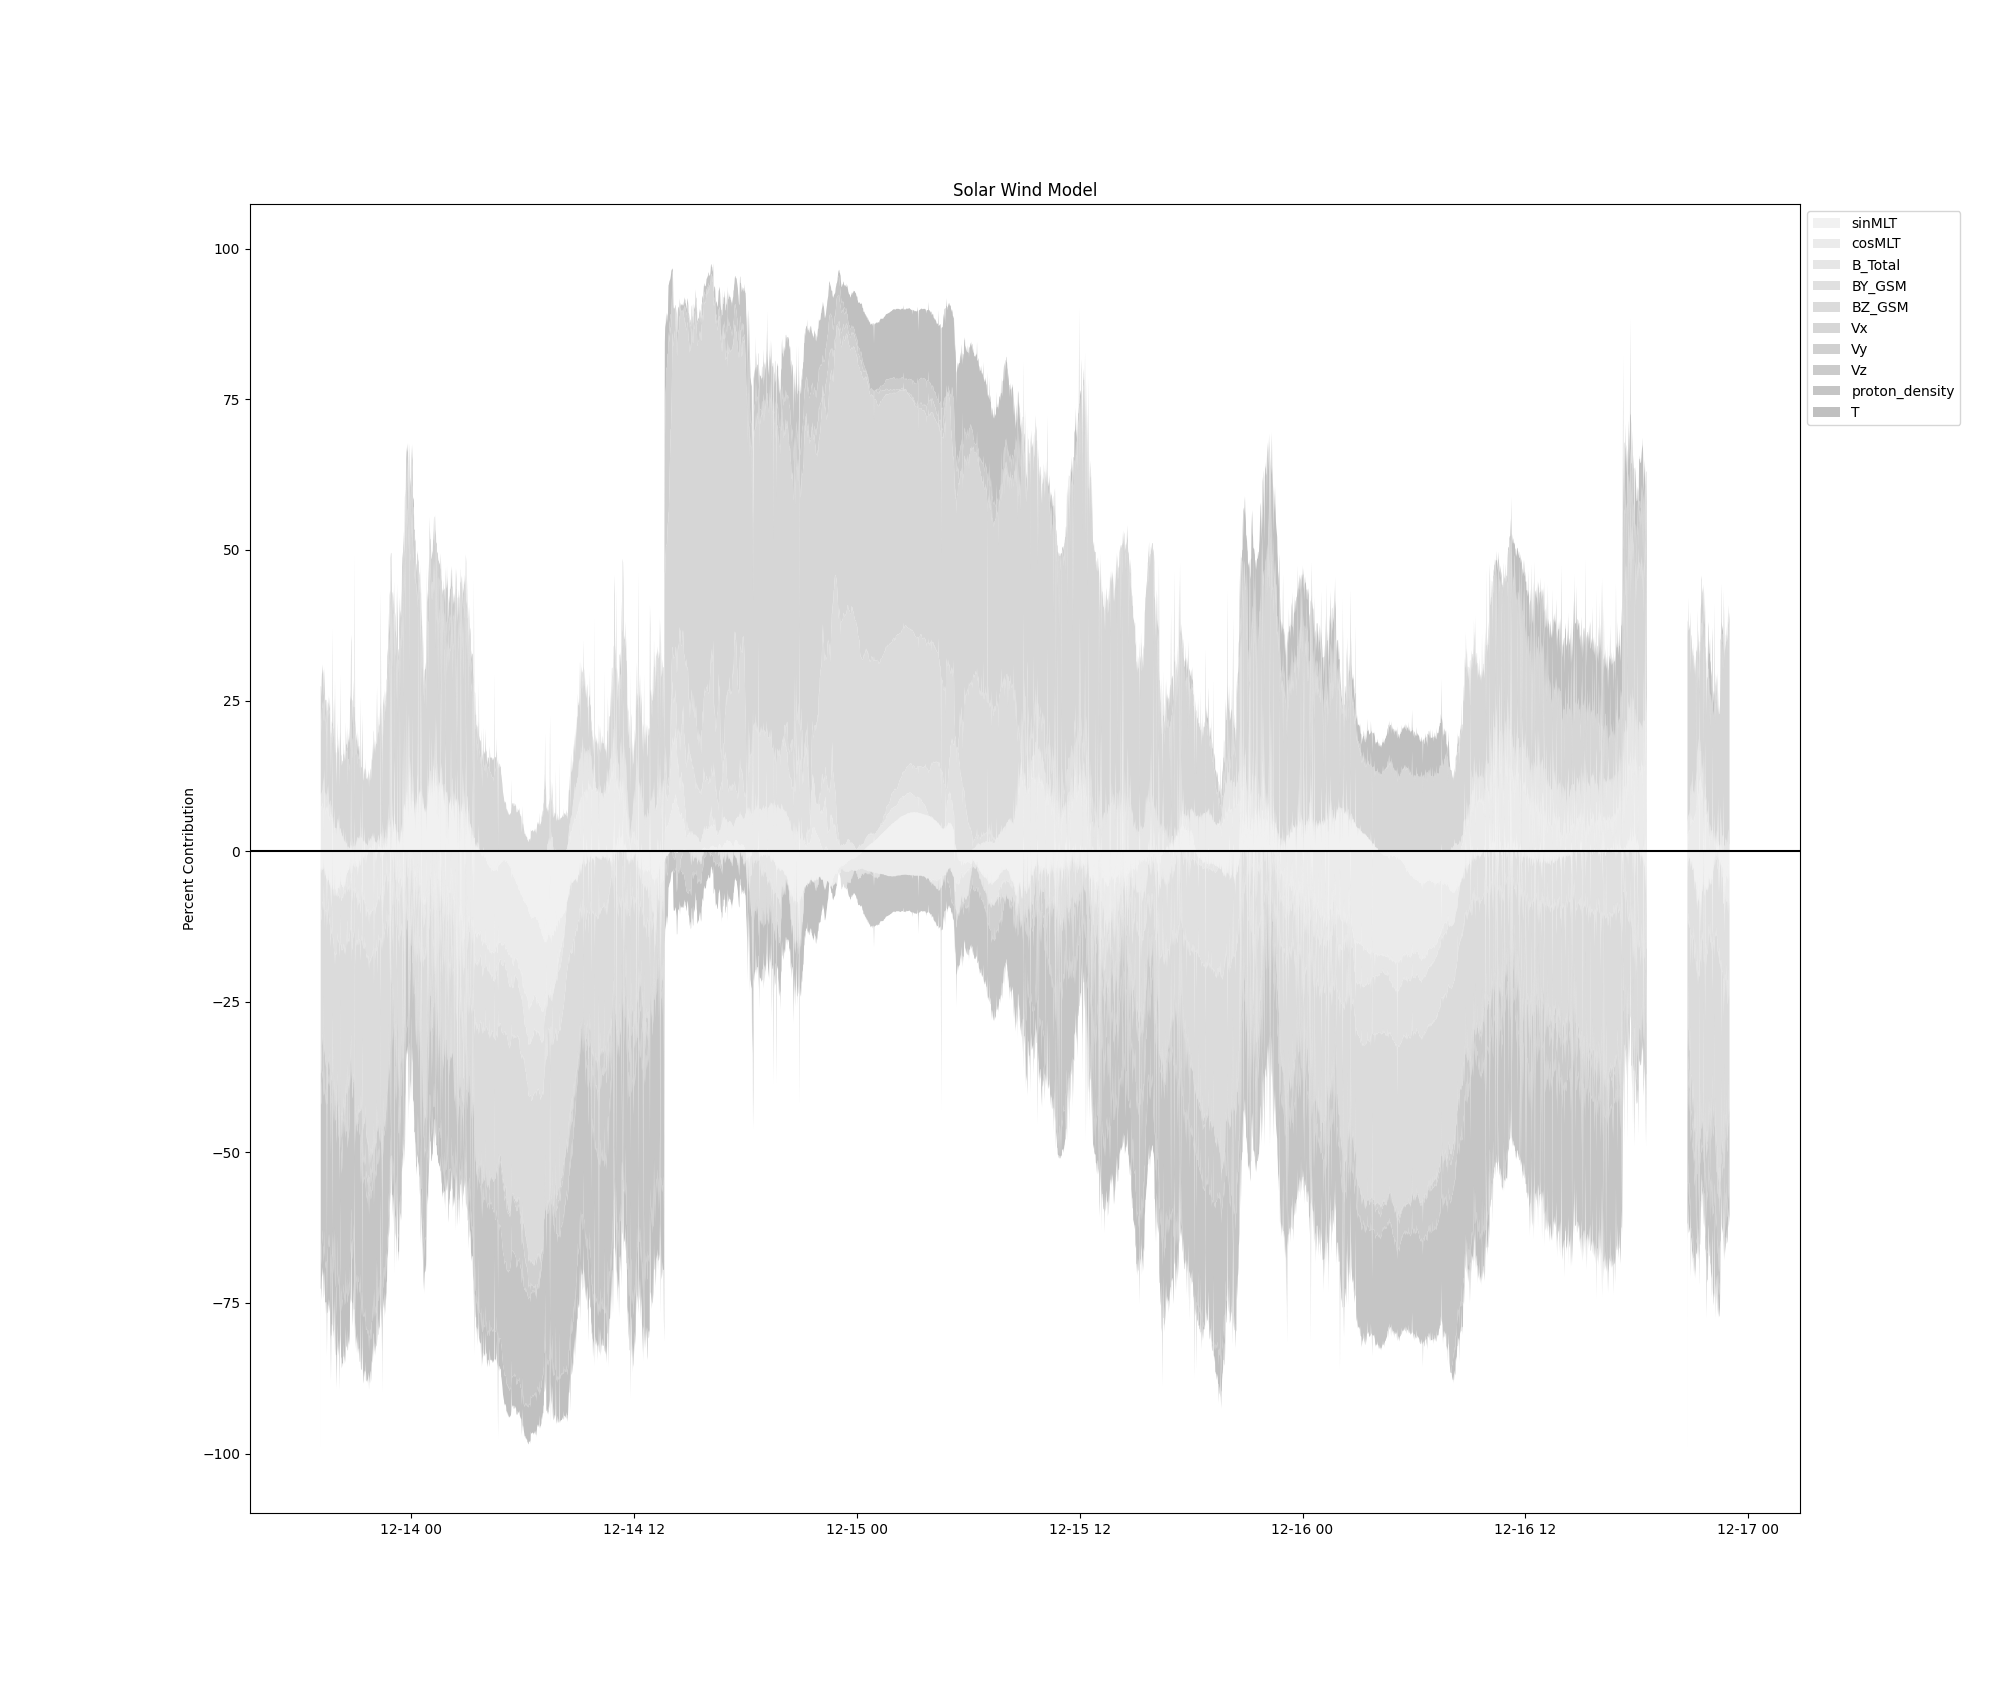 Solar Wind Model
sinMLT
cosMLT
B_Total
BY_GSM
BZ_GSM
Vx
Vy
Vz
proton_density
T
Percent Contribution
100
75
50
25
0
−25
−50
−75
−100
12-14 00
12-14 12
12-15 00
12-15 12
12-16 00
12-16 12
12-17 00